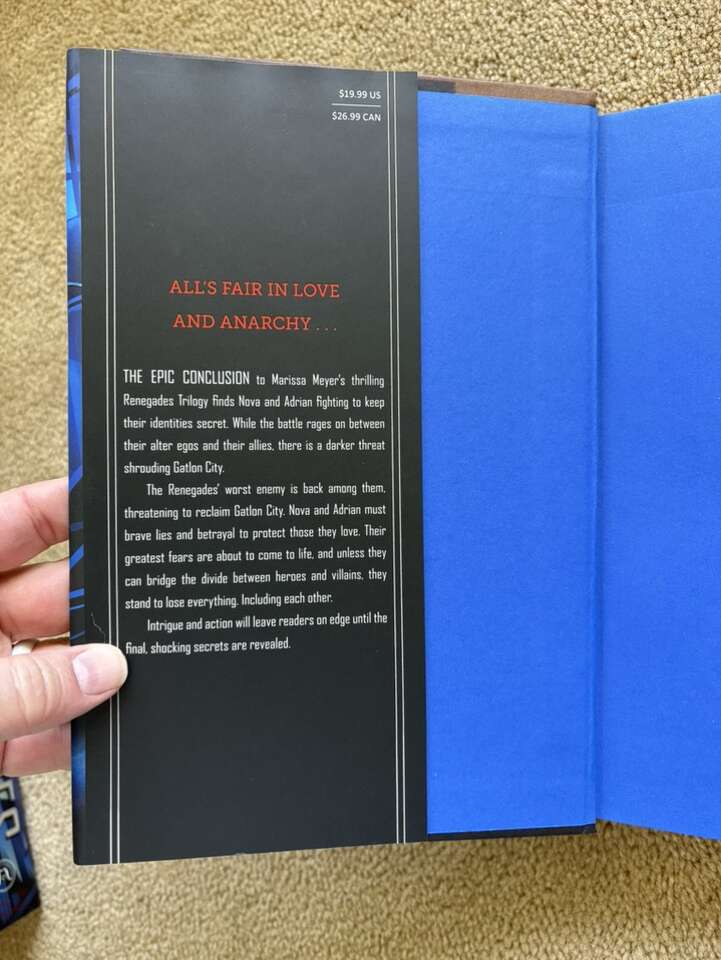 $19.99 US
$26.99 CAN
ALL'S FAIR IN LOVE
AND ANARCHY . . .
THE EPIC CONCLUSION to Marissa Meyer's thrilling
Renegades Trilogy finds Nova and Adrian fighting to keep
their identities secret. While the battle rages on between
their alter egos and their allies, there is a darker threat
shrouding Gatlon City.
The Renegades' worst enemy is back among them,
threatening to reclaim Gatlon City. Nova and Adrian must
brave lies and betrayal to protect those they love. Their
greatest fears are about to come to life, and unless they
can bridge the divide between heroes and villains, they
stand to lose everything. Including each other.
Intrigue and action will leave readers on edge until the
final, shocking secrets are revealed.